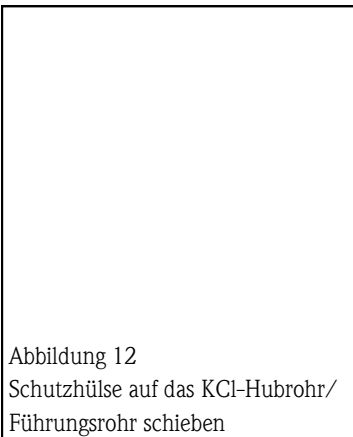 Abbildung 12
Schutzhülse auf das KCl-Hubrohr/
Führungsrohr schieben